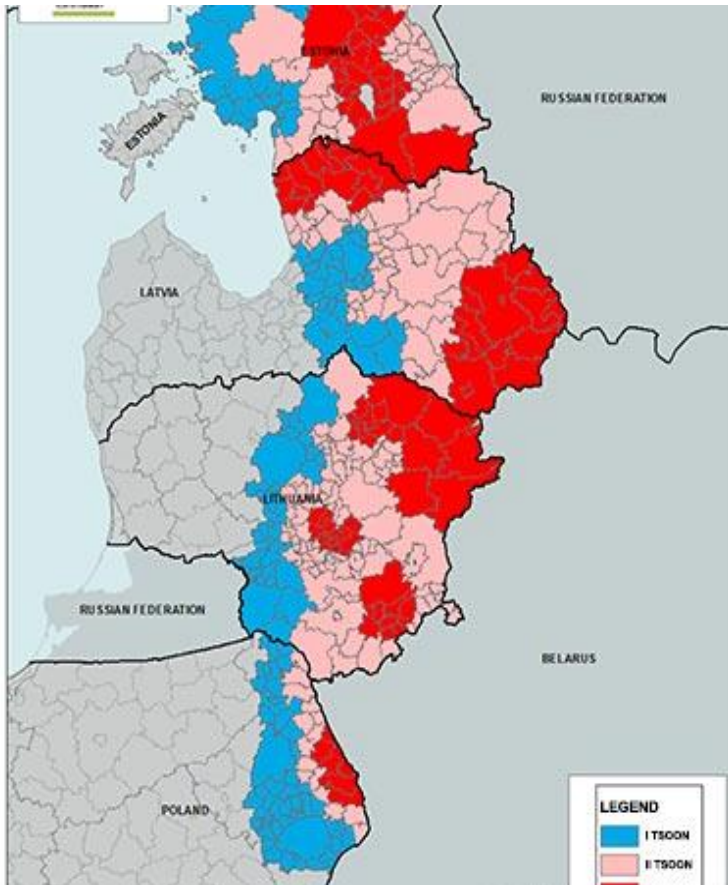 ESTONIA
RUSSIAN FEDERATION
ESTONIA
LATVIA
LITHUANIA
RUSSIAN FEDERATION
BELARUS
POLAND
LEGEND
I TSOON
II TSOON